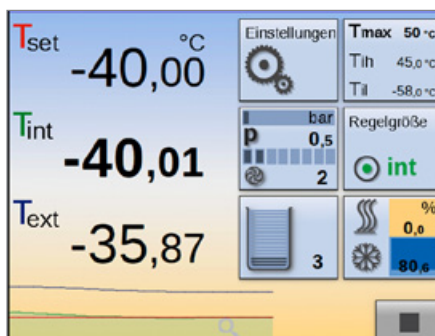 Tset °C -40,00
Tint -40,01
Text -35,87
Einstellungen
Tmax 50 °C
Tih 45,0 °C
Til -58,0 °C
bar
p 0,5
2
Regelgröße
int
3
%
0,0
80,6